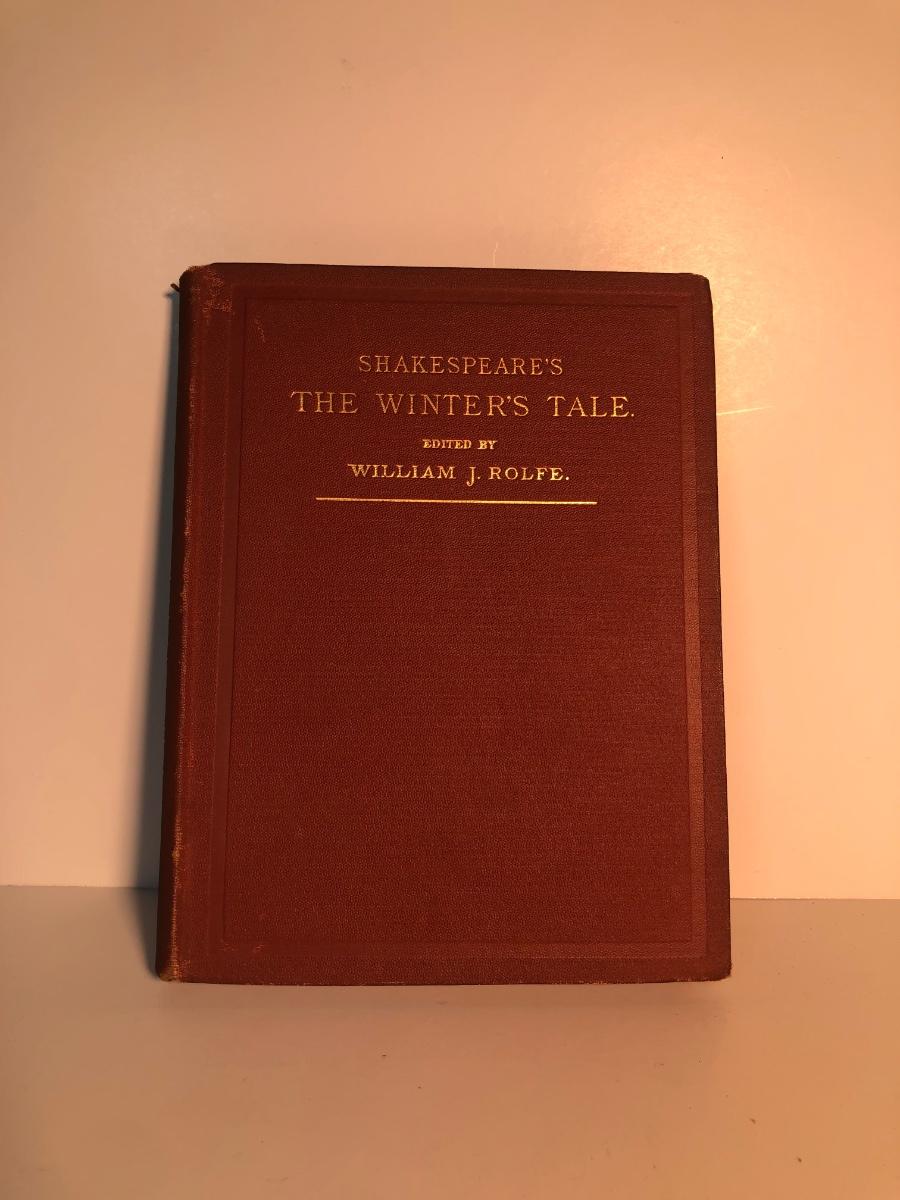 SHAKESPEARE'S
THE WINTER'S TALE.
EDITED BY
WILLIAM J. ROLFE.